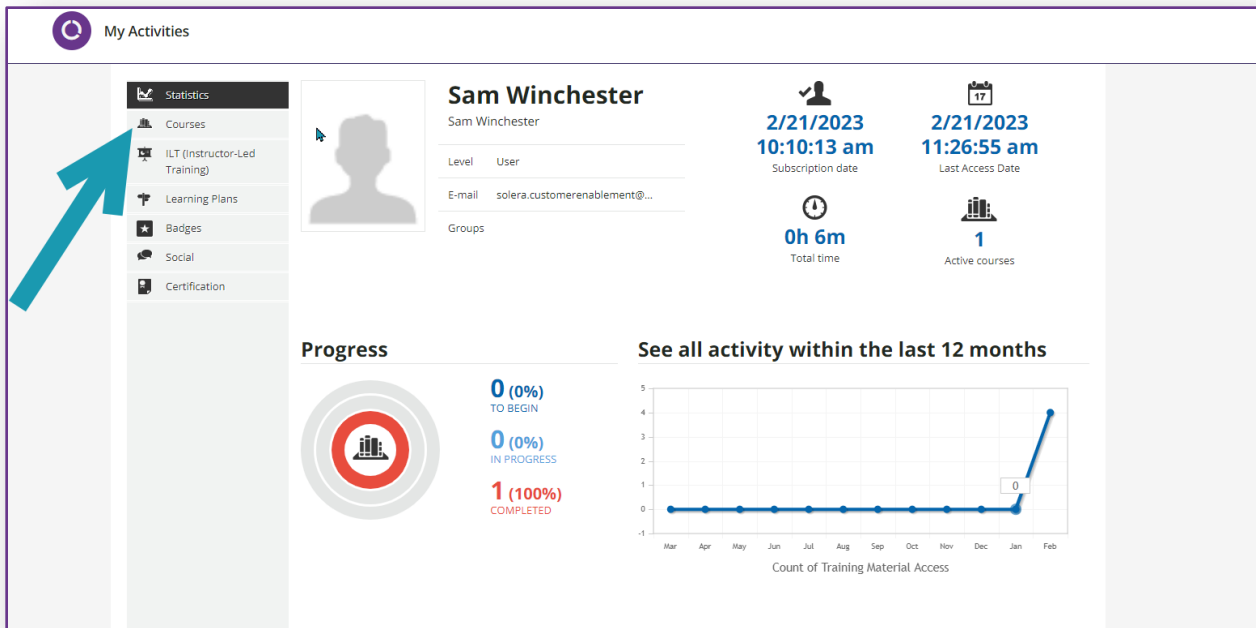 My Activities
Statistics
Courses
ILT (Instructor-Led
Training)
Learning Plans
Badges
Social
Certification
Sam Winchester
Sam Winchester
Level User
E-mail solera.customerenablement@...
Groups
2/21/2023
10:10:13 am
Subscription date
17
2/21/2023
11:26:55 am
Last Access Date
0h 6m
Total time
1
Active courses
Progress
0 (0%)
TO BEGIN
0 (0%)
IN PROGRESS
1 (100%)
COMPLETED
See all activity within the last 12 months
5
4
3
2
1
0
-1
0
Mar Apr May Jun Jul Aug Sep Oct Nov Dec Jan Feb
Count of Training Material Access